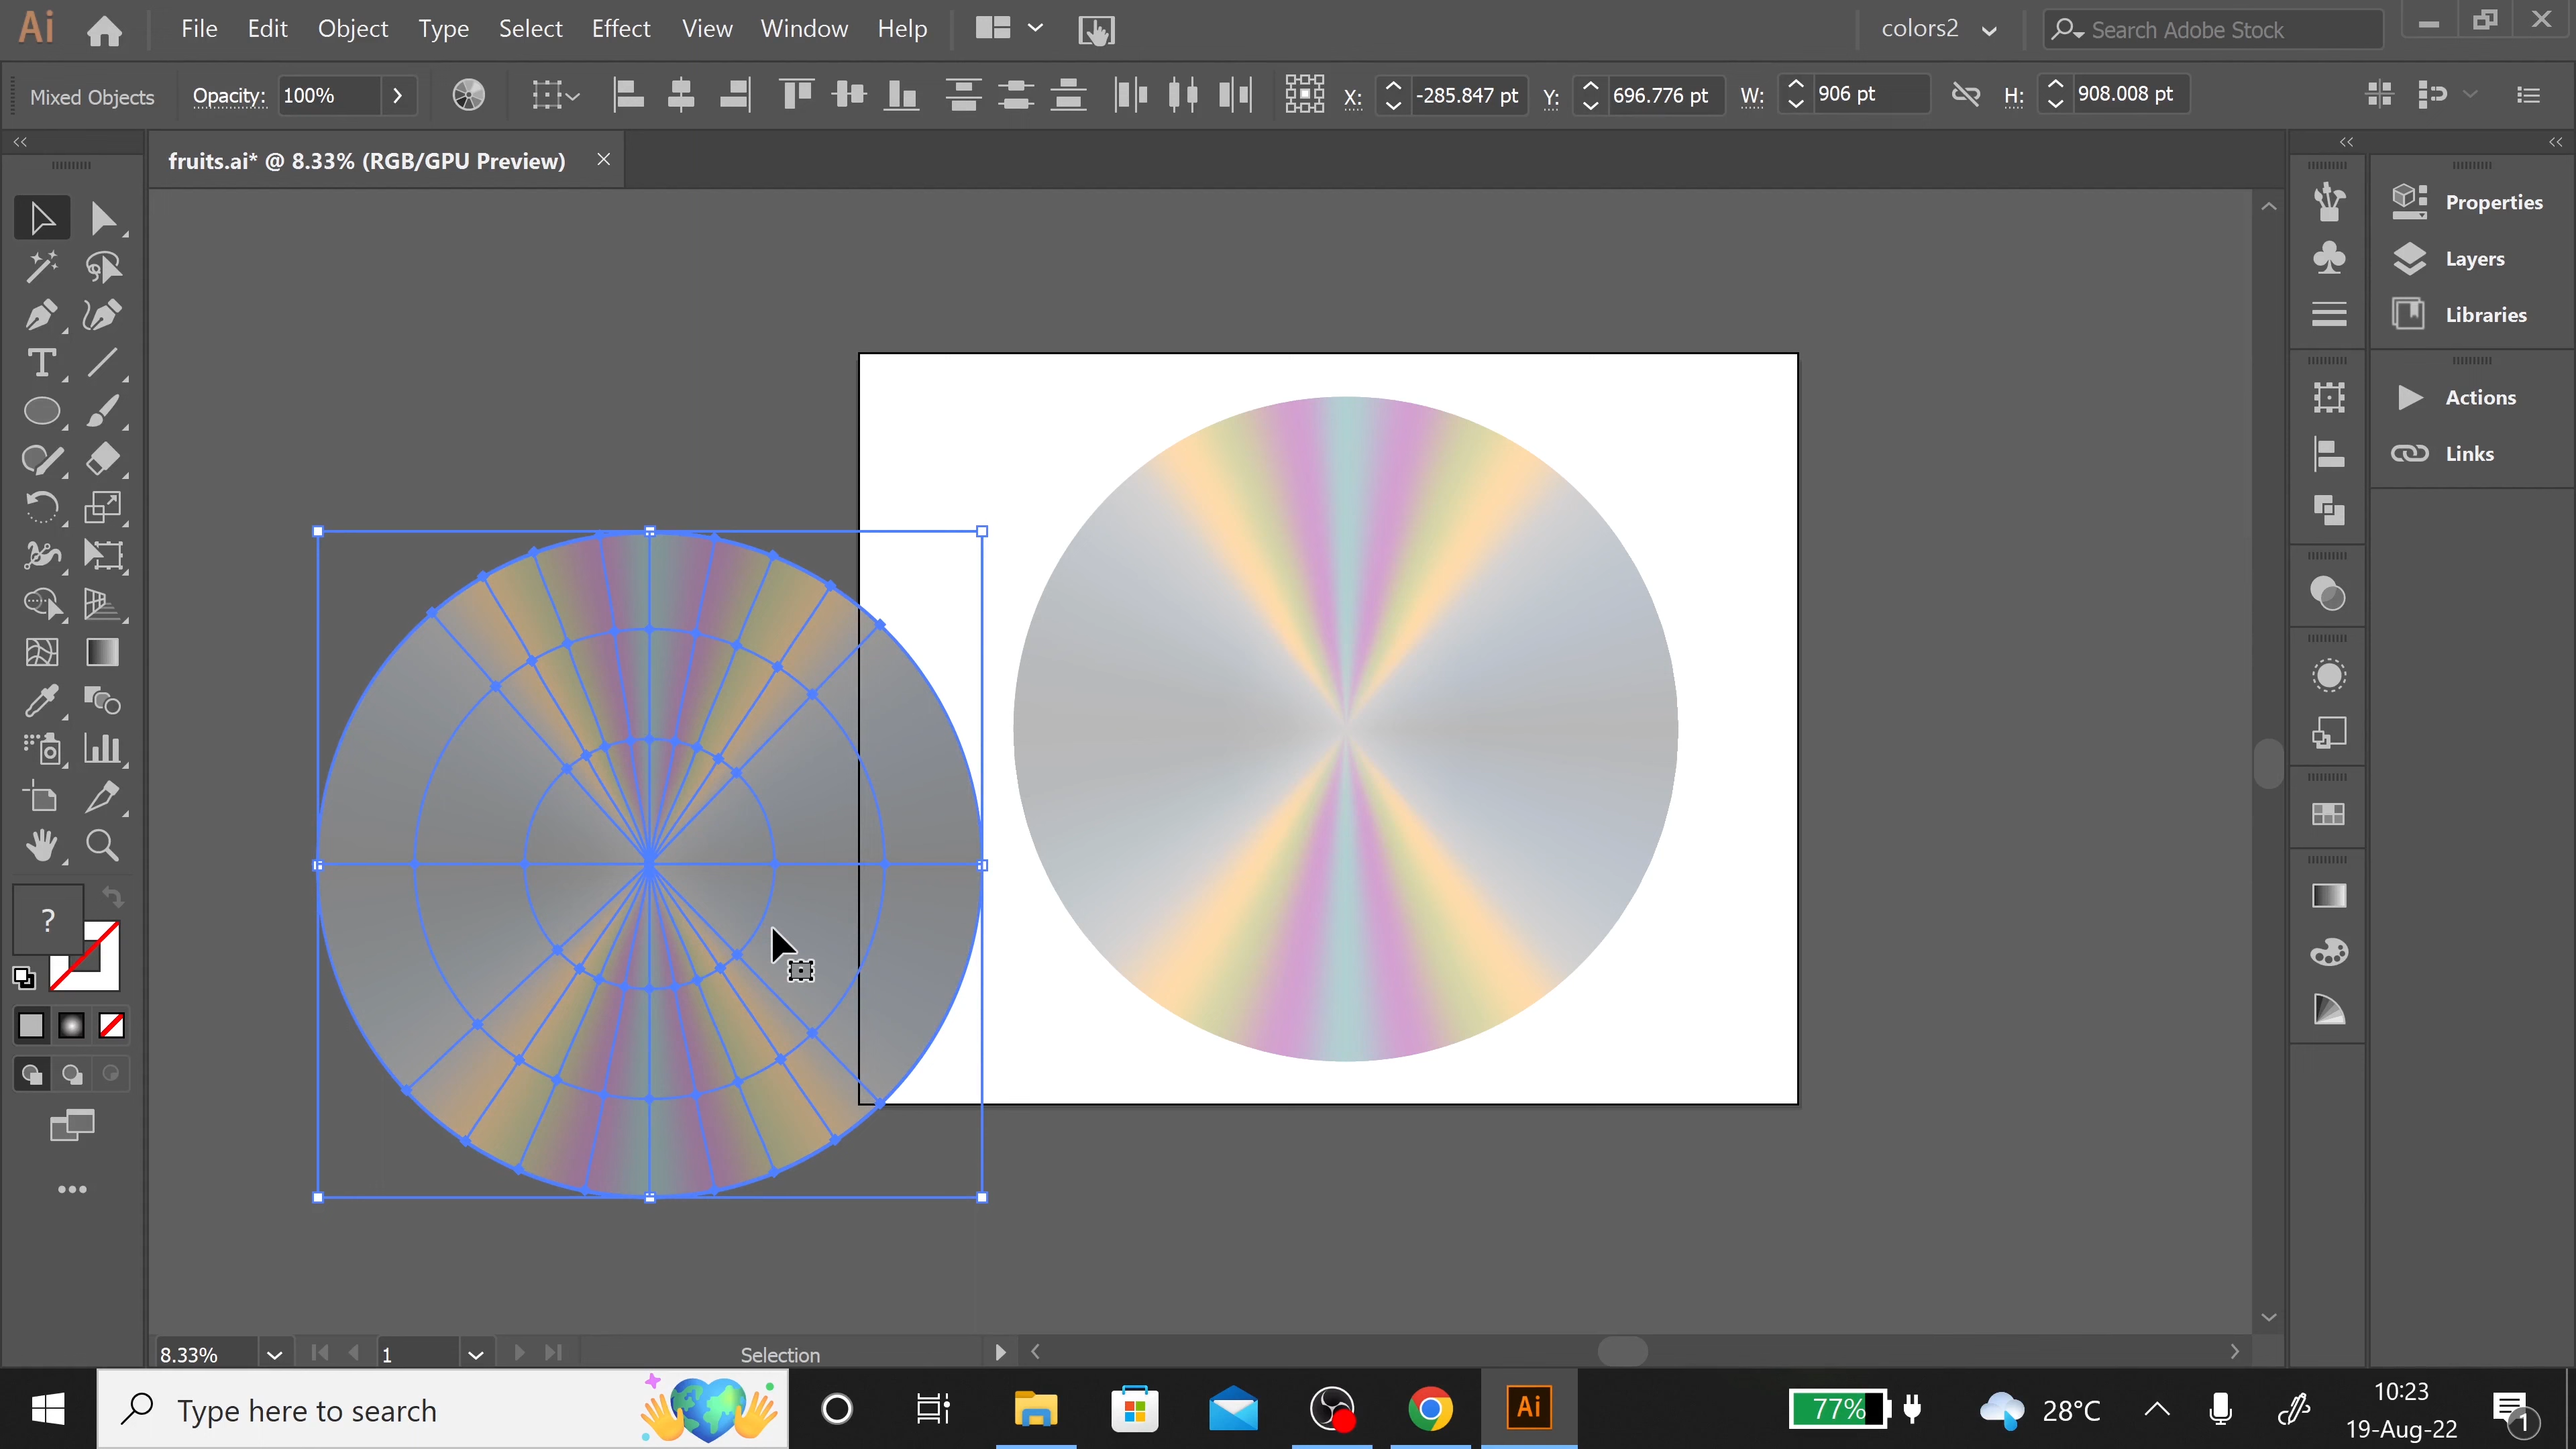 Ai File Edit Object Type Select Effect View Window Help colors2 Search Adobe Stock
Mixed Objects Opacity: 100% X: -285.847 pt Y: 696.776 pt W: 906 pt H: 908.008 pt
fruits.ai* @ 8.33% (RGB/GPU Preview)
Properties
Layers
Libraries
Actions
Links
T
?
8.33% 1 Selection
Type here to search
Ai
77%
28°C
10:23
19-Aug-22
1